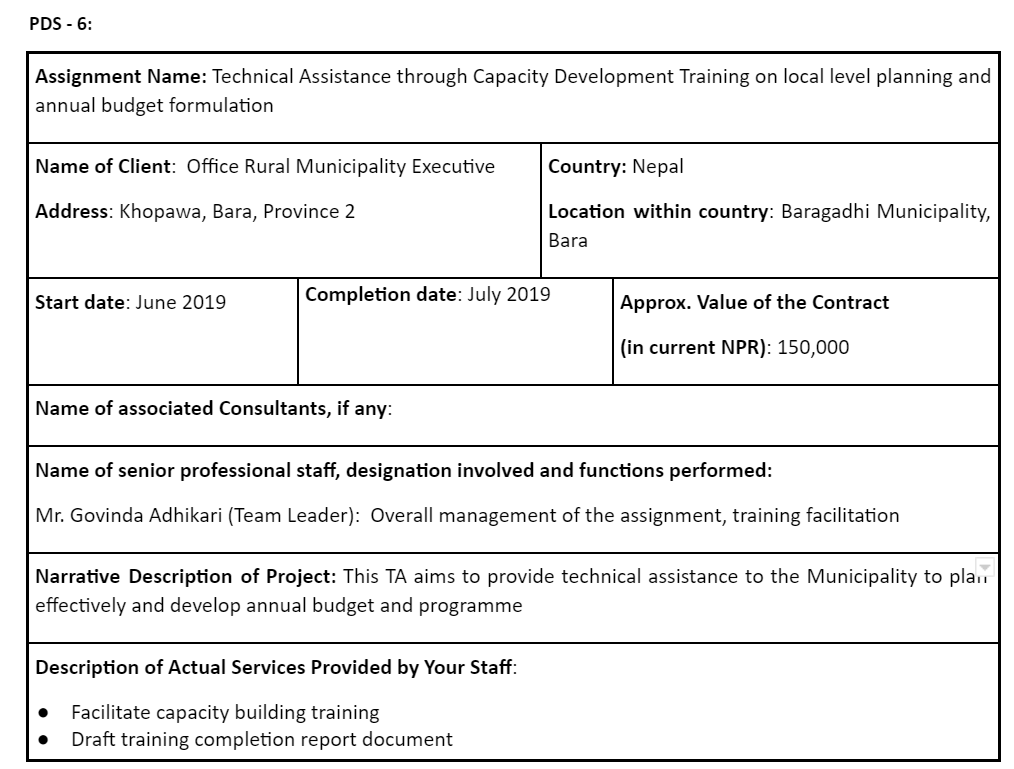 PDS - 6:
Assignment Name: Technical Assistance through Capacity Development Training on local level planning and
annual budget formulation
Name of Client:  Office Rural Municipality Executive
Address: Khopawa, Bara, Province 2
Country: Nepal
Location within country: Baragadhi Municipality,
Bara
Start date: June 2019
Completion date: July 2019
Approx. Value of the Contract
(in current NPR): 150,000
Name of associated Consultants, if any:
Name of senior professional staff, designation involved and functions performed:
Mr. Govinda Adhikari (Team Leader):  Overall management of the assignment, training facilitation
Narrative Description of Project: This TA aims to provide technical assistance to the Municipality to plan
effectively and develop annual budget and programme
Description of Actual Services Provided by Your Staff:
● Facilitate capacity building training
● Draft training completion report document